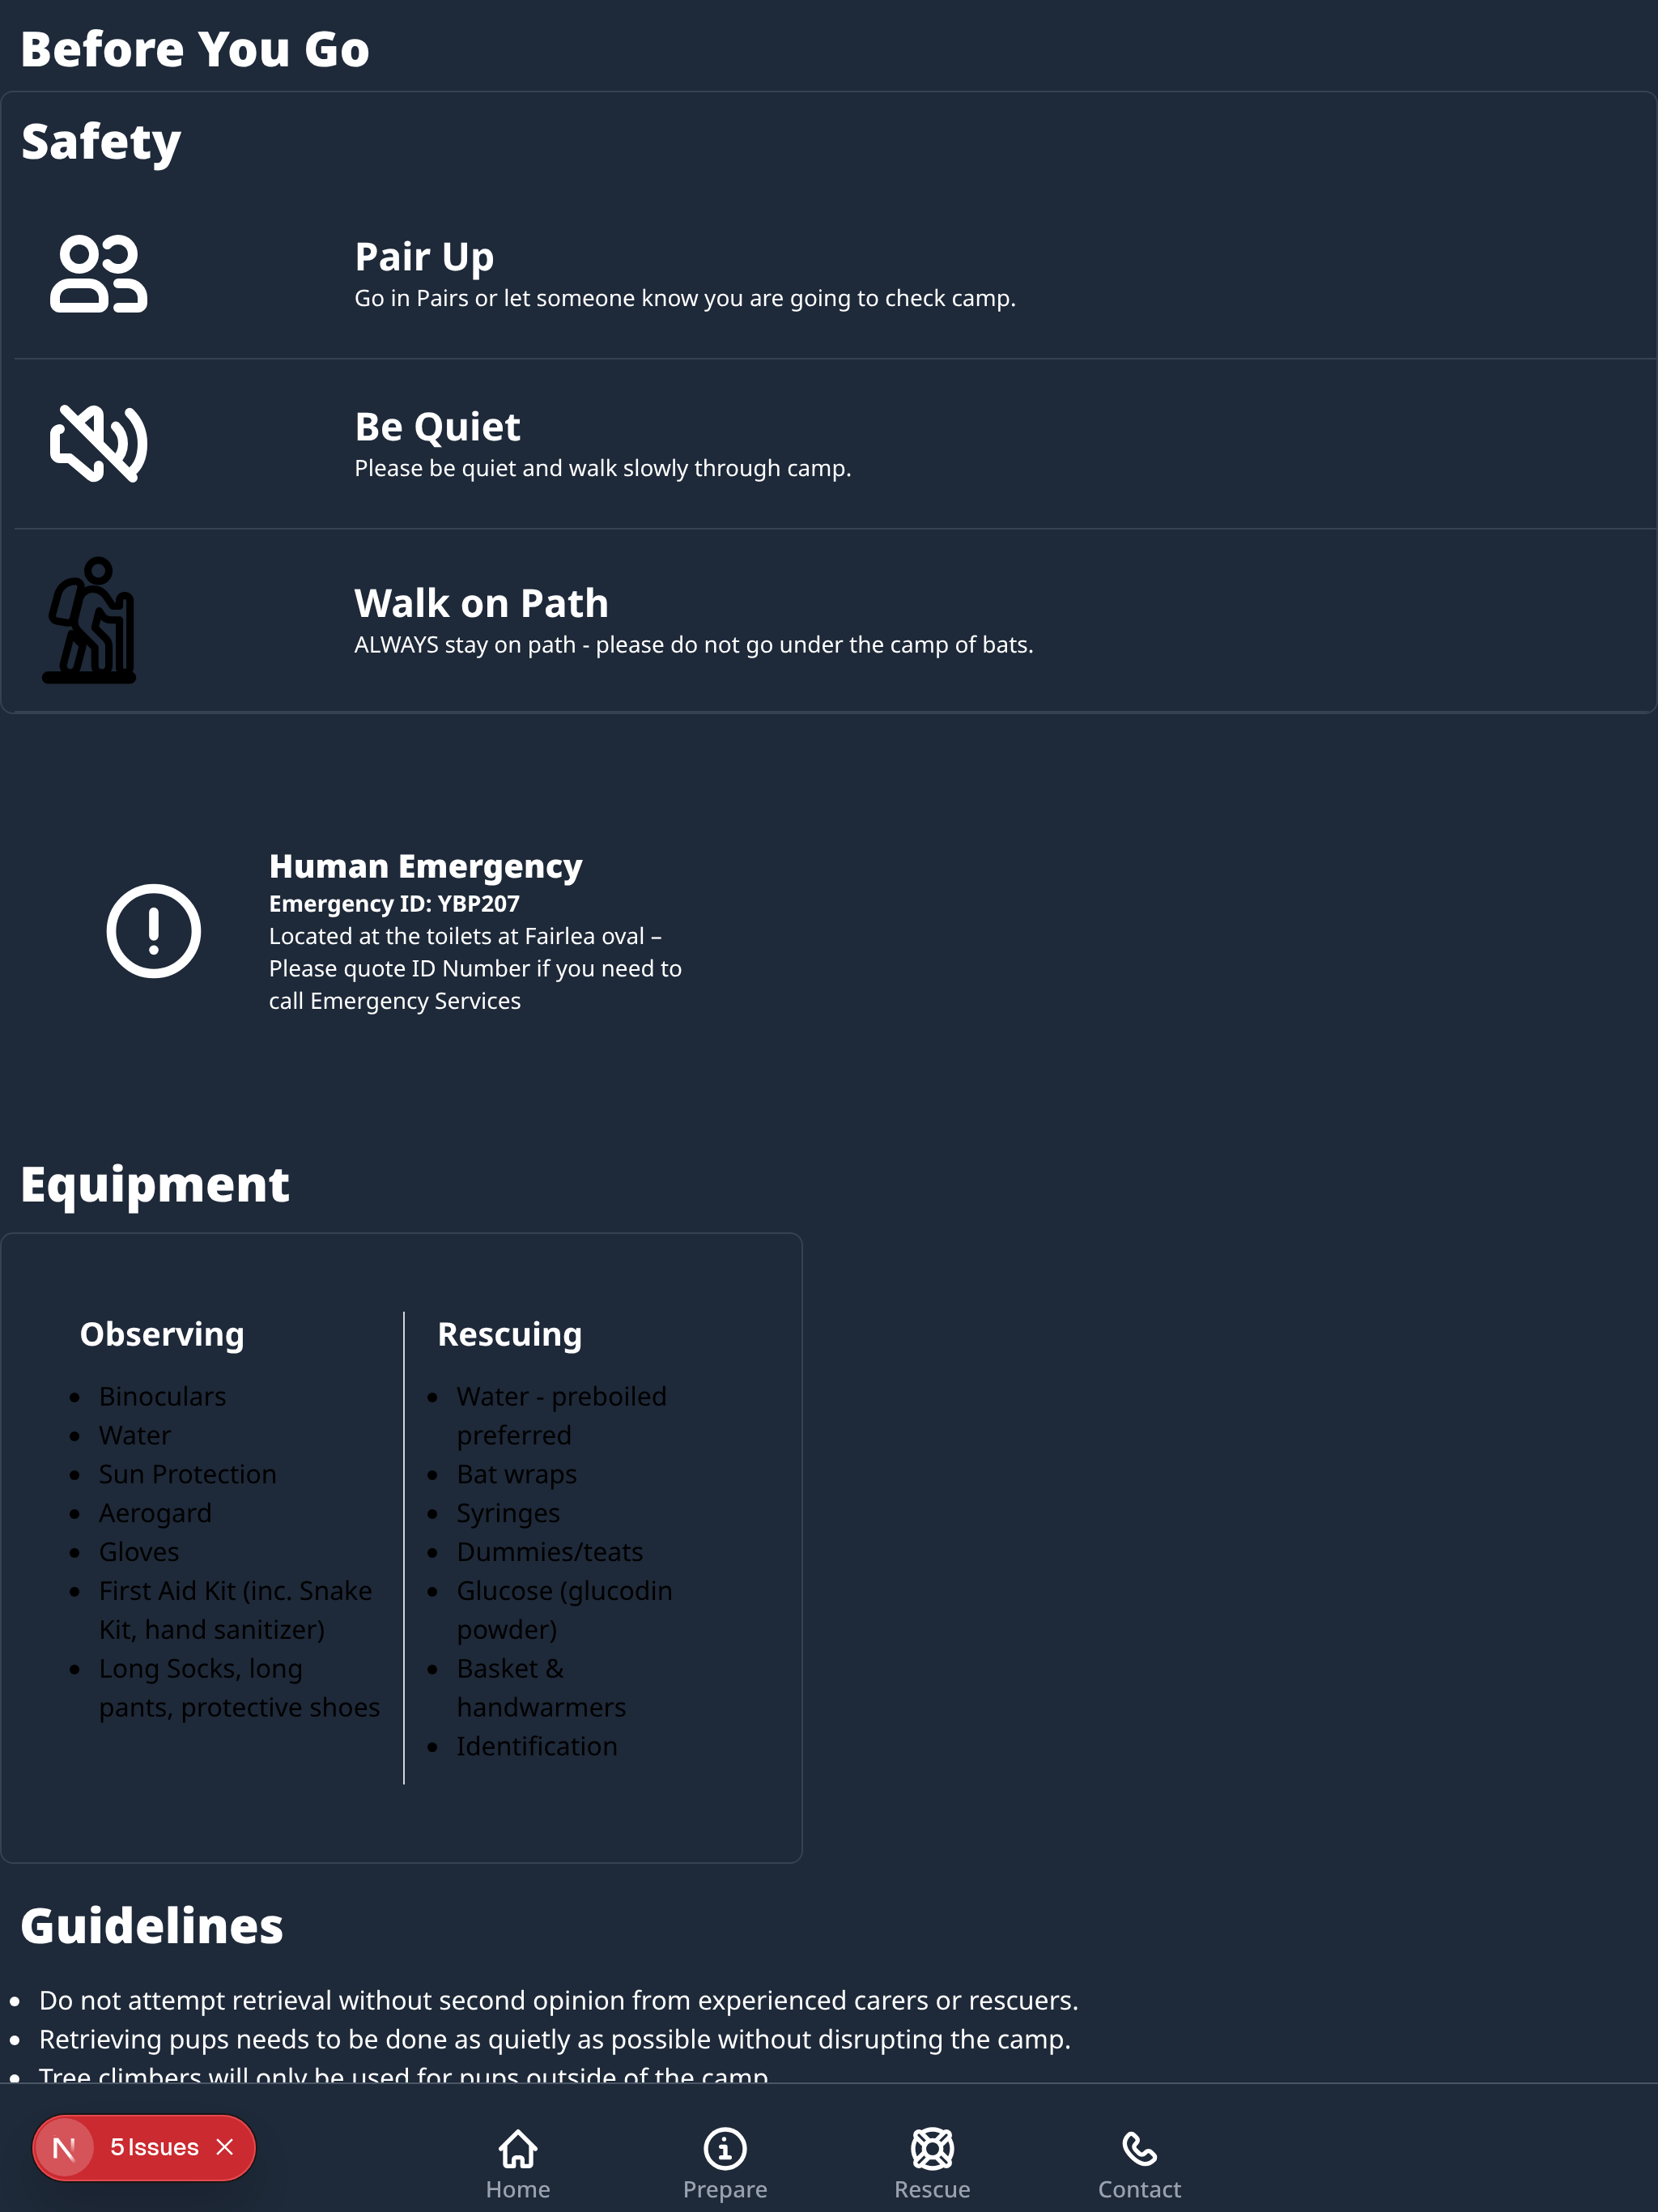 Before You Go
Safety
Pair Up
Go in Pairs or let someone know you are going to check camp.
Be Quiet
Please be quiet and walk slowly through camp.
Walk on Path
ALWAYS stay on path - please do not go under the camp of bats.
Human Emergency
Emergency ID: YBP207
Located at the toilets at Fairlea oval –
Please quote ID Number if you need to
call Emergency Services
Equipment
Observing
Binoculars
Water
Sun Protection
Aerogard
Gloves
First Aid Kit (inc. Snake
Kit, hand sanitizer)
Long Socks, long
pants, protective shoes
Rescuing
Water - preboiled
preferred
Bat wraps
Syringes
Dummies/teats
Glucose (glucodin
powder)
Basket &
handwarmers
Identification
Guidelines
Do not attempt retrieval without second opinion from experienced carers or rescuers.
Retrieving pups needs to be done as quietly as possible without disrupting the camp.
Tree climbers will only be used for pups outside of the camp
N 5 Issues
Home
Prepare
Rescue
Contact